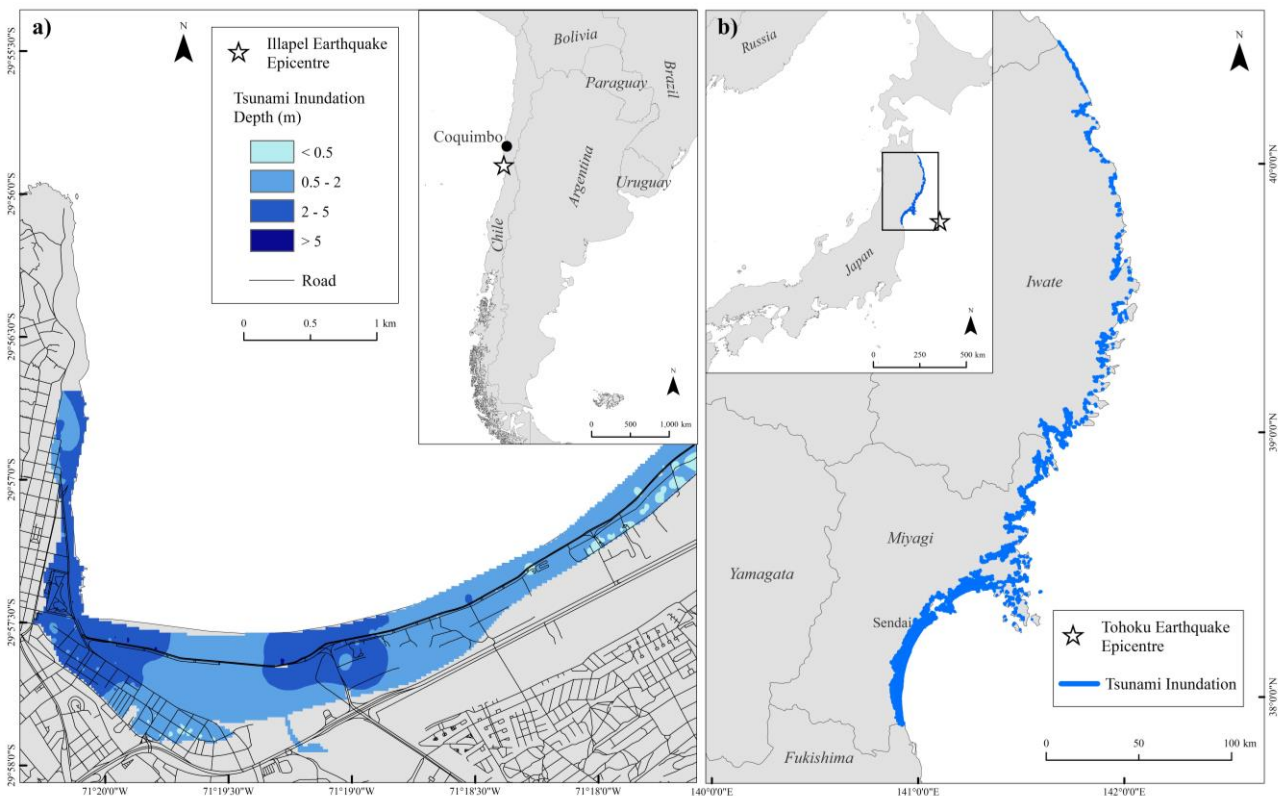 a)
N
Illapel Earthquake
Epicentre
Tsunami Inundation
Depth (m)
< 0.5
0.5 - 2
2 - 5
> 5
Road
0 0.5 1 km
Bolivia
Paraguay
Brazil
Coquimbo
Argentina
Uruguay
Chile
N
0 500 1,000 km
29°55'30"S
29°56'0"S
29°56'30"S
29°57'0"S
29°57'30"S
29°58'0"S
71°20'0"W 71°19'30"W 71°19'0"W 71°18'30"W 71°18'0"W
b)
N
Russia
Japan
N
0 250 500 km
Iwate
Miyagi
Yamagata
Sendai
Fukishima
Tohoku Earthquake
Epicentre
Tsunami Inundation
0 50 100 km
40°0'0"N
39°0'0"N
38°0'0"N
140°0'0"E 141°0'0"E 142°0'0"E